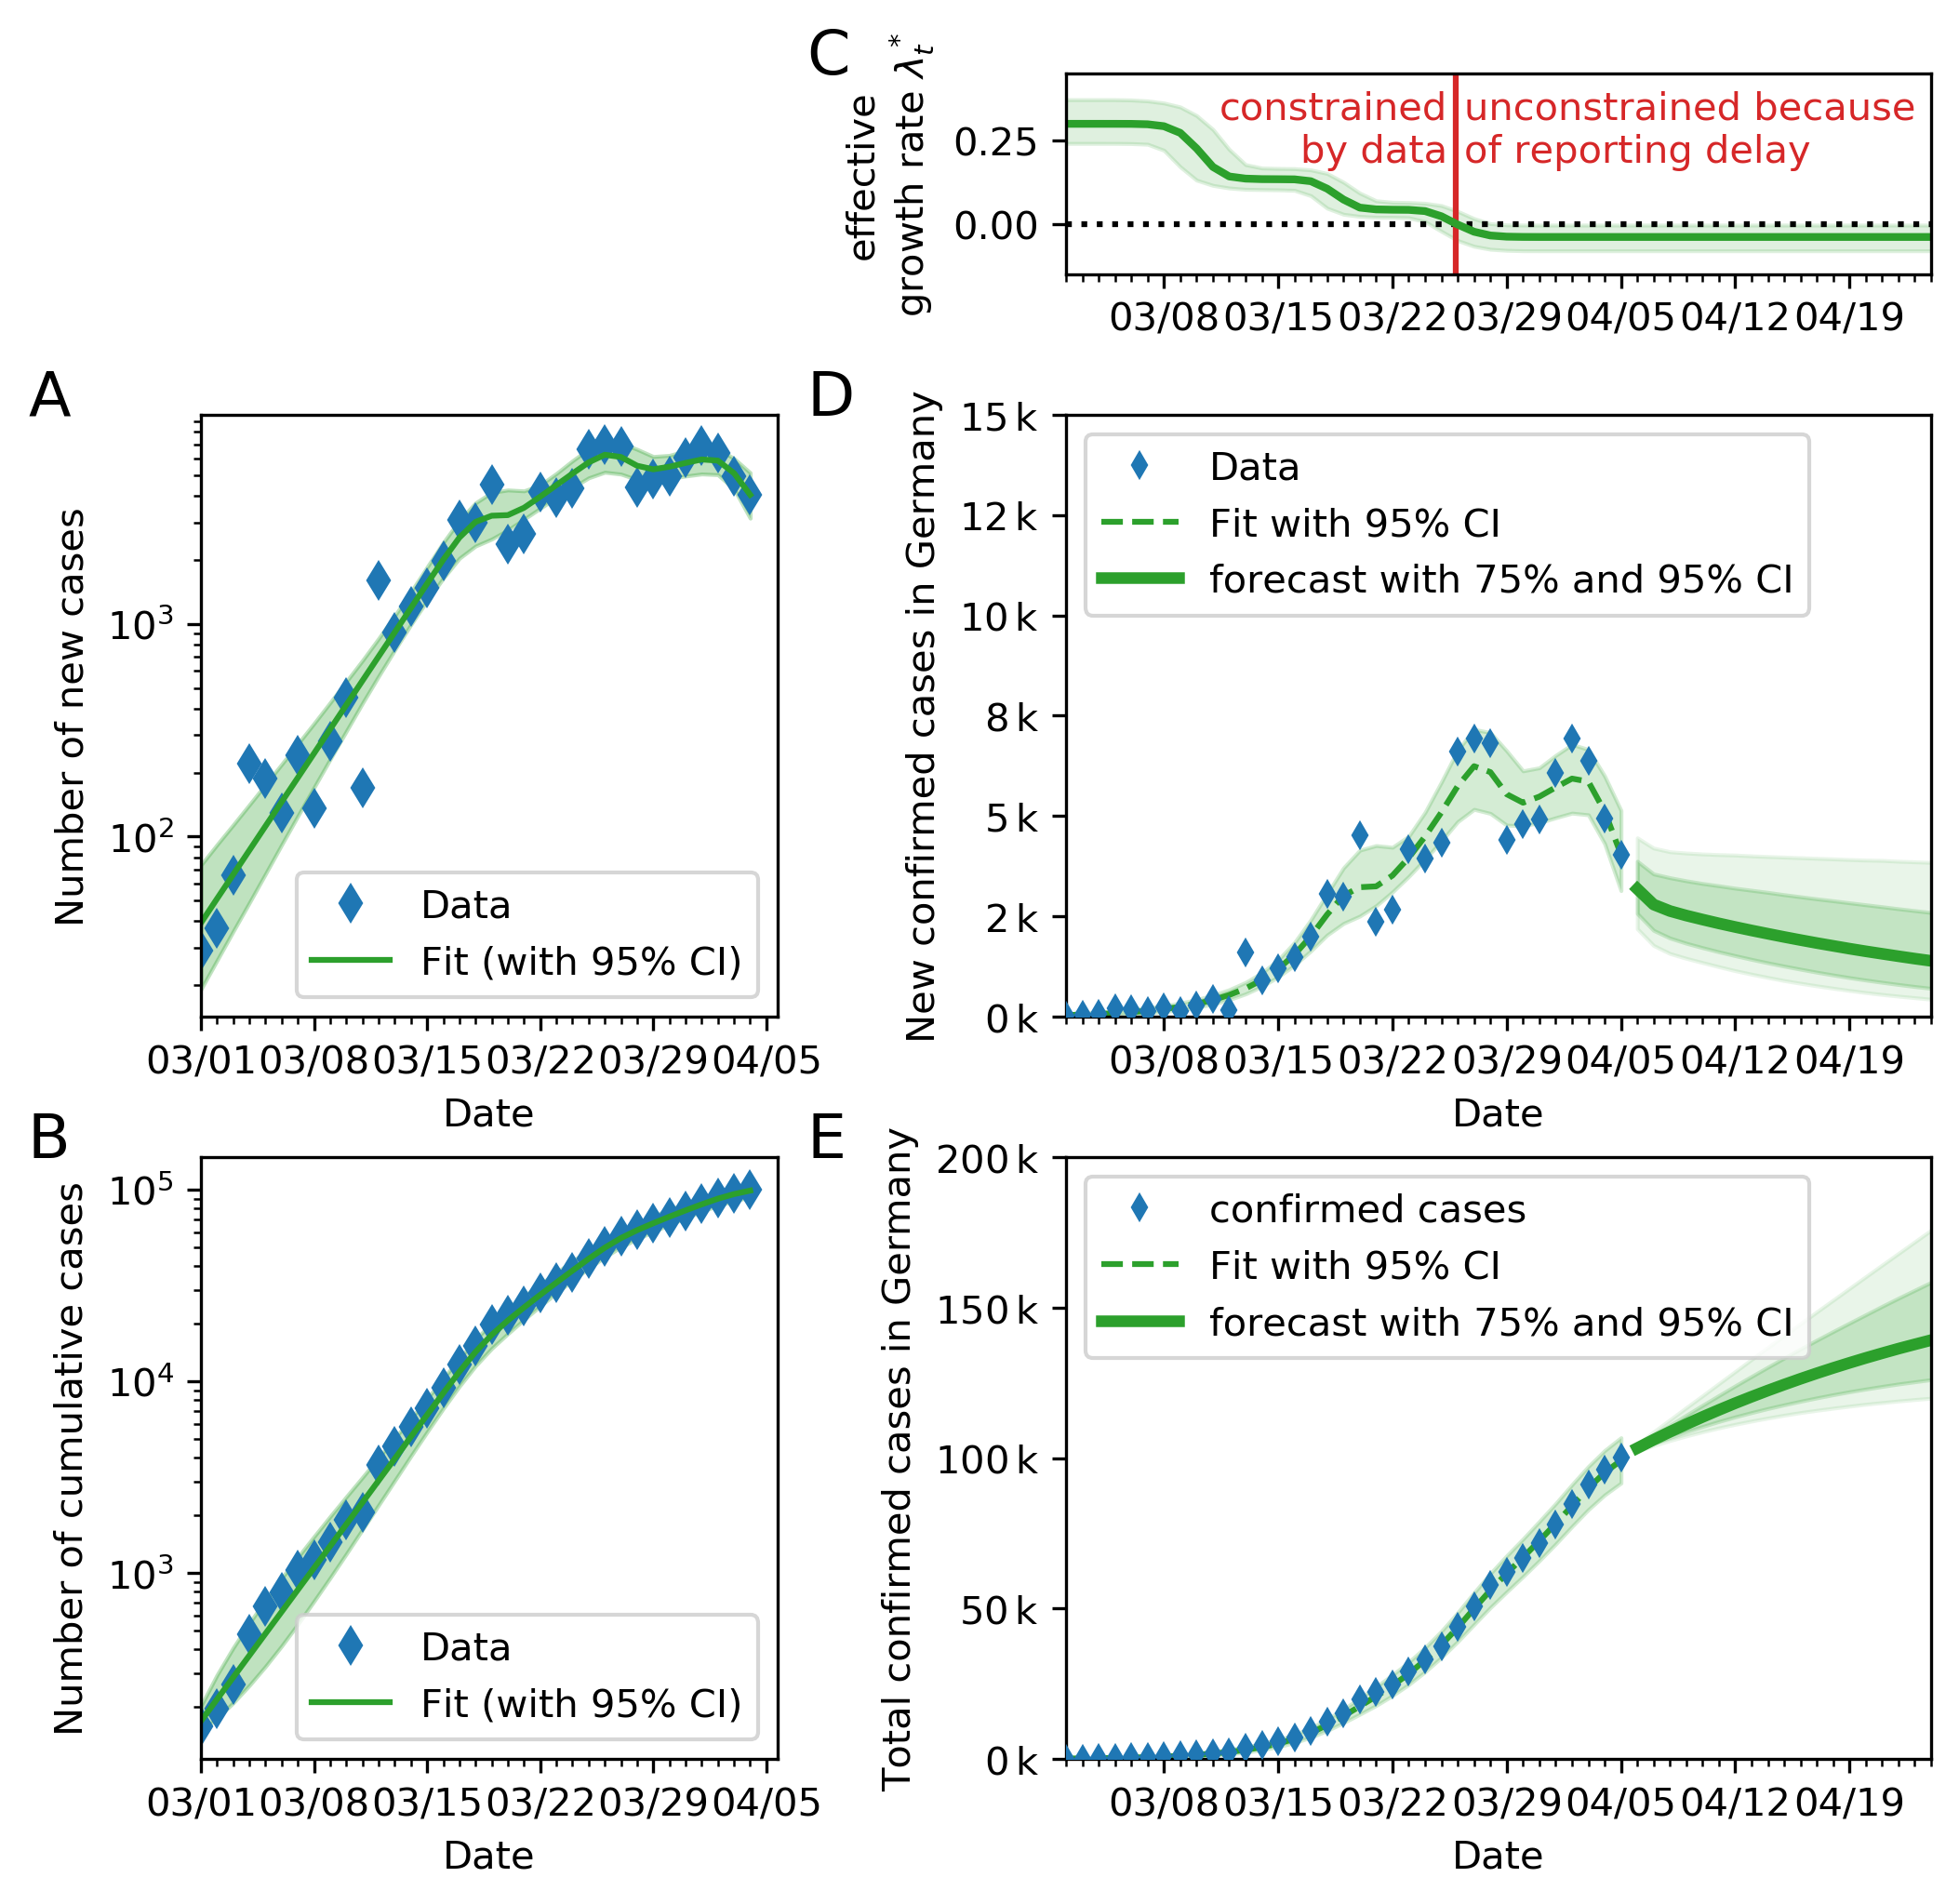 C
effective
growth rate λ*t
0.25
0.00
constrained
by data
unconstrained because
of reporting delay
03/08 03/15 03/22 03/29 04/05 04/12 04/19
A
Number of new cases
10³
10²
Data
Fit (with 95% CI)
03/01 03/08 03/15 03/22 03/29 04/05
Date
D
New confirmed cases in Germany
15 k
12 k
10 k
8 k
5 k
2 k
0 k
Data
Fit with 95% CI
forecast with 75% and 95% CI
03/08 03/15 03/22 03/29 04/05 04/12 04/19
Date
B
Number of cumulative cases
10⁵
10⁴
10³
Data
Fit (with 95% CI)
03/01 03/08 03/15 03/22 03/29 04/05
Date
E
Total confirmed cases in Germany
200 k
150 k
100 k
50 k
0 k
confirmed cases
Fit with 95% CI
forecast with 75% and 95% CI
03/08 03/15 03/22 03/29 04/05 04/12 04/19
Date